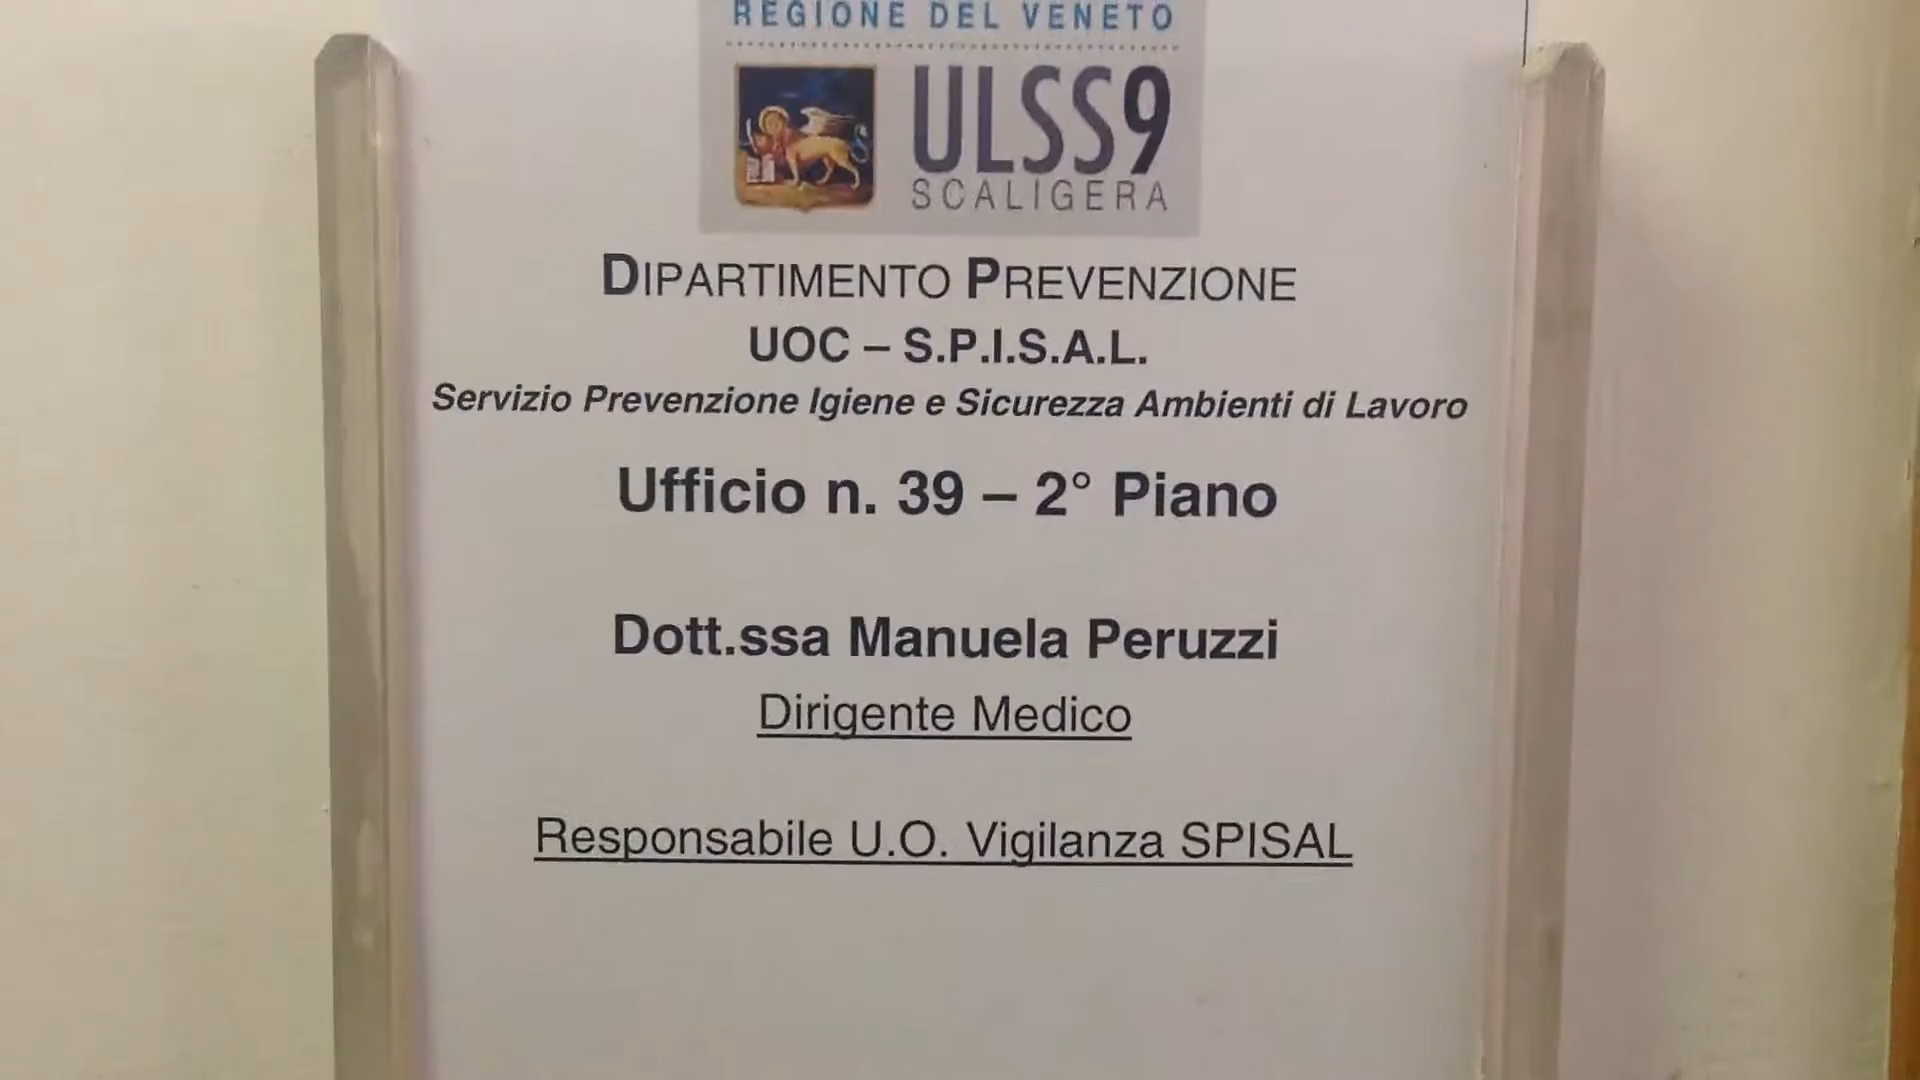 REGIONE DEL VENETO
ULSS9
SCALIGERA
DIPARTIMENTO PREVENZIONE
UOC – S.P.I.S.A.L.
Servizio Prevenzione Igiene e Sicurezza Ambienti di Lavoro
Ufficio n. 39 – 2° Piano
Dott.ssa Manuela Peruzzi
Dirigente Medico
Responsabile U.O. Vigilanza SPISAL